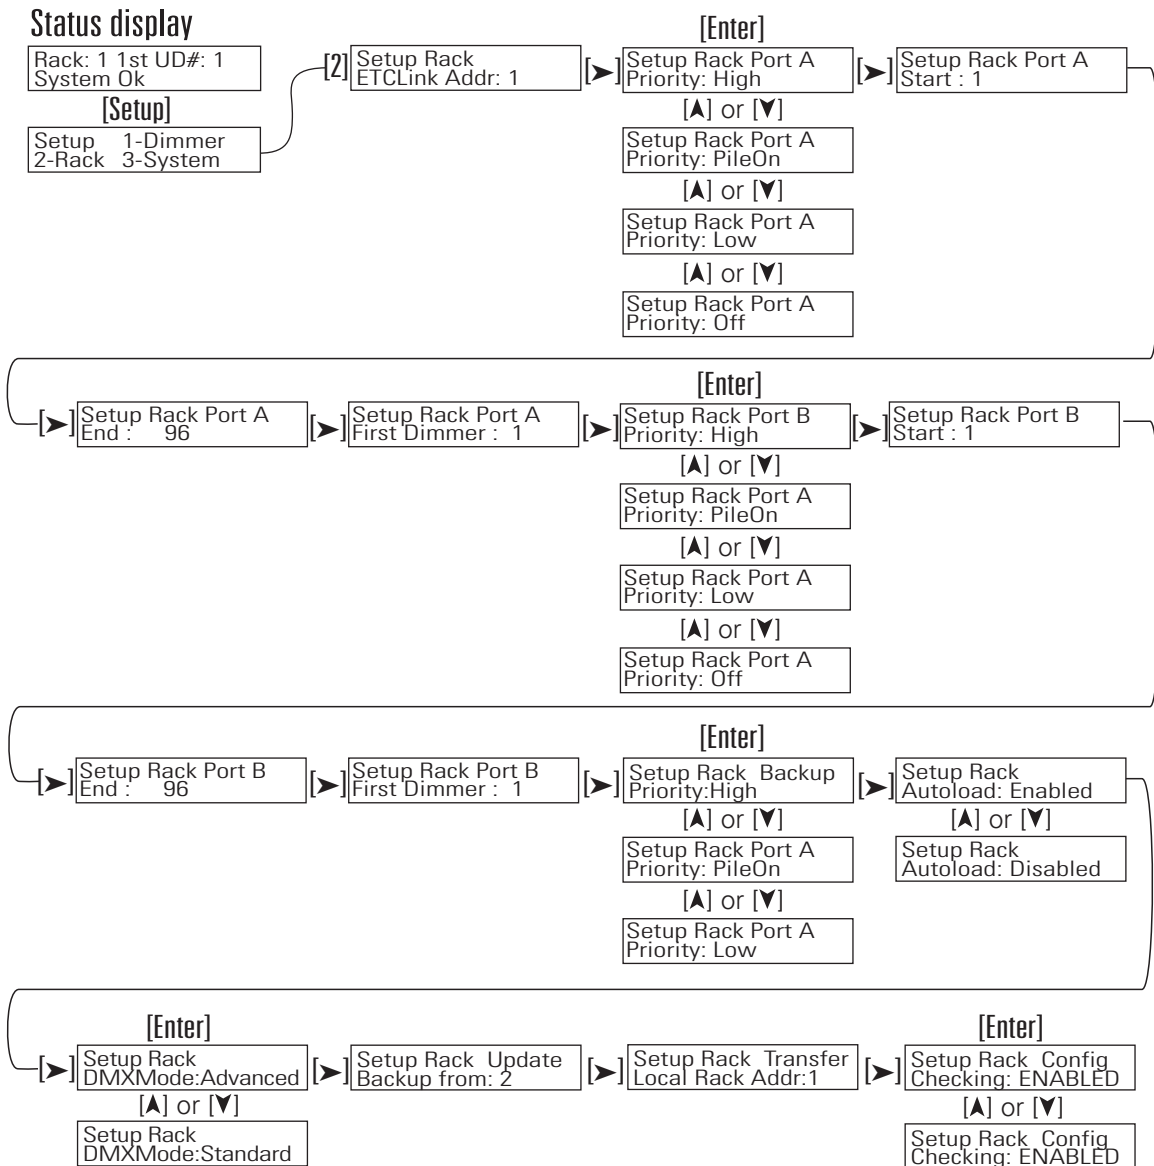 Status display
Rack: 1 1st UD#: 1
System Ok
[Setup]
Setup 1-Dimmer
2-Rack 3-System
[2]
Setup Rack
ETCLink Addr: 1
[➤]
[Enter]
Setup Rack Port A
Priority: High
[▲] or [▼]
Setup Rack Port A
Priority: PileOn
[▲] or [▼]
Setup Rack Port A
Priority: Low
[▲] or [▼]
Setup Rack Port A
Priority: Off
[➤]
Setup Rack Port A
Start : 1
[➤]
Setup Rack Port A
End : 96
[➤]
Setup Rack Port A
First Dimmer : 1
[➤]
[Enter]
Setup Rack Port B
Priority: High
[▲] or [▼]
Setup Rack Port A
Priority: PileOn
[▲] or [▼]
Setup Rack Port A
Priority: Low
[▲] or [▼]
Setup Rack Port A
Priority: Off
[➤]
Setup Rack Port B
Start : 1
[➤]
Setup Rack Port B
End : 96
[➤]
Setup Rack Port B
First Dimmer : 1
[➤]
[Enter]
Setup Rack Backup
Priority:High
[▲] or [▼]
Setup Rack Port A
Priority: PileOn
[▲] or [▼]
Setup Rack Port A
Priority: Low
[➤]
Setup Rack
Autoload: Enabled
[▲] or [▼]
Setup Rack
Autoload: Disabled
[➤]
[Enter]
Setup Rack
DMXMode:Advanced
[▲] or [▼]
Setup Rack
DMXMode:Standard
[➤]
Setup Rack Update
Backup from: 2
[➤]
Setup Rack Transfer
Local Rack Addr:1
[➤]
[Enter]
Setup Rack Config
Checking: ENABLED
[▲] or [▼]
Setup Rack Config
Checking: ENABLED